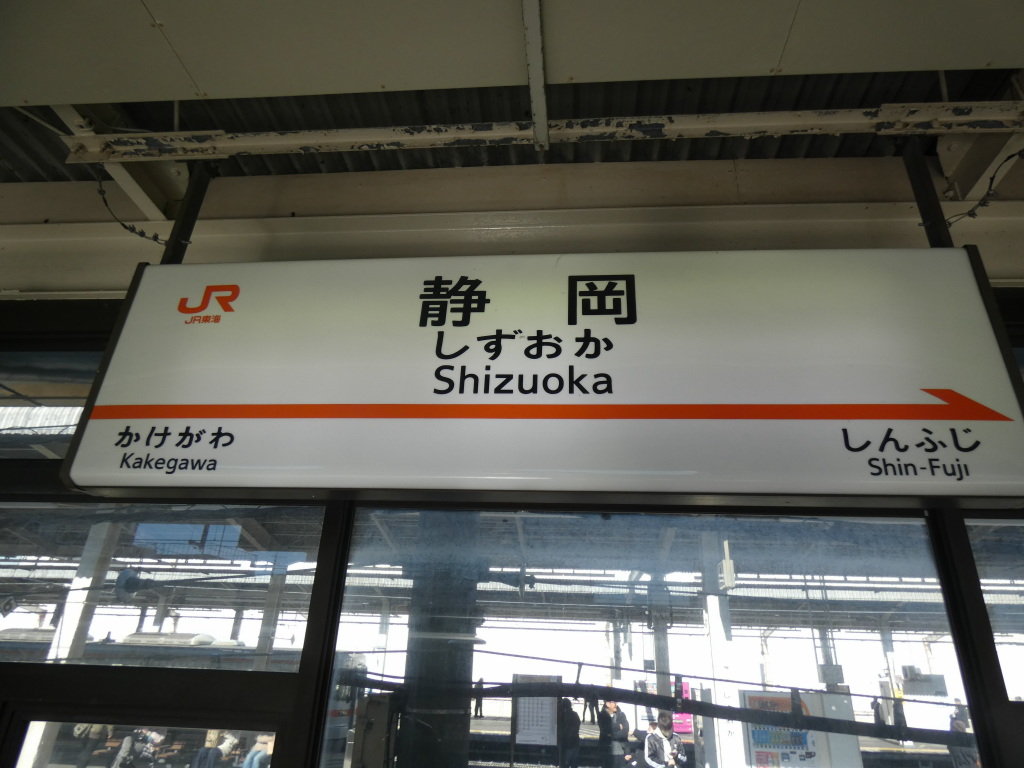 JR
JR東海
静岡
しずおか
Shizuoka
かけがわ
Kakegawa
しんふじ
Shin-Fuji